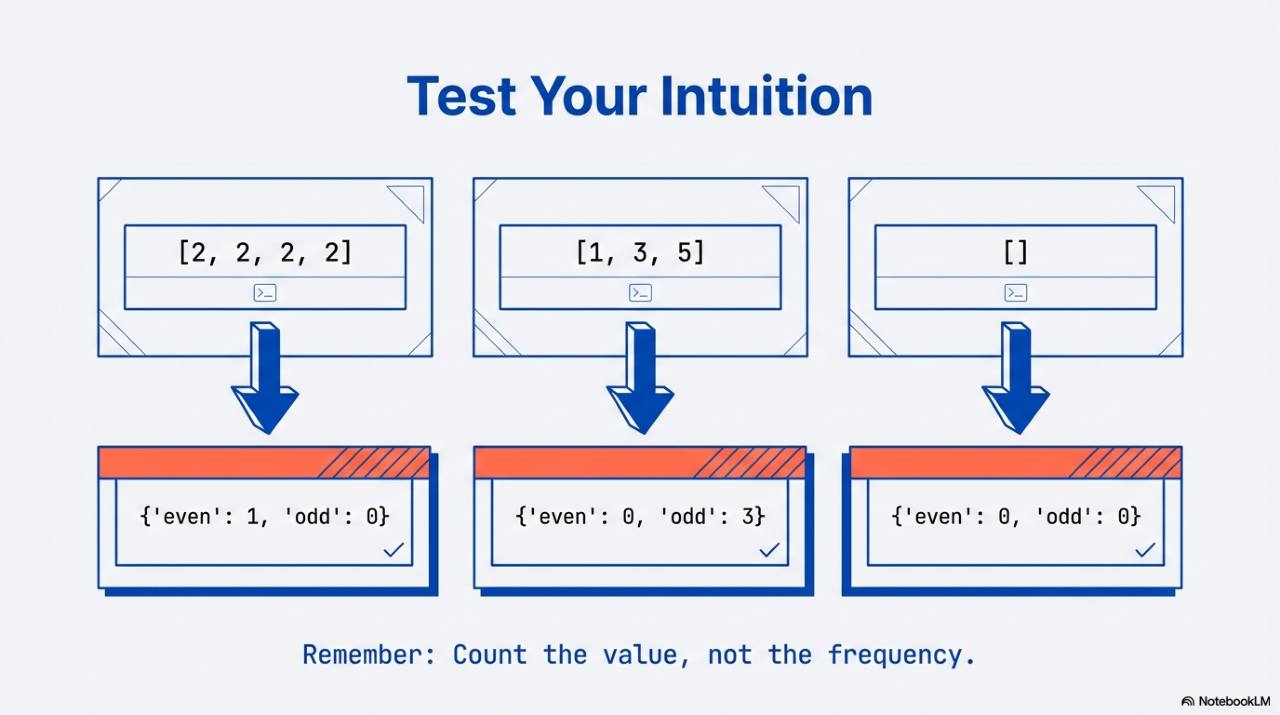 Test Your Intuition
[2, 2, 2, 2]
[1, 3, 5]
[]
{'even': 1, 'odd': 0}
{'even': 0, 'odd': 3}
{'even': 0, 'odd': 0}
Remember: Count the value, not the frequency.
NotebookLM